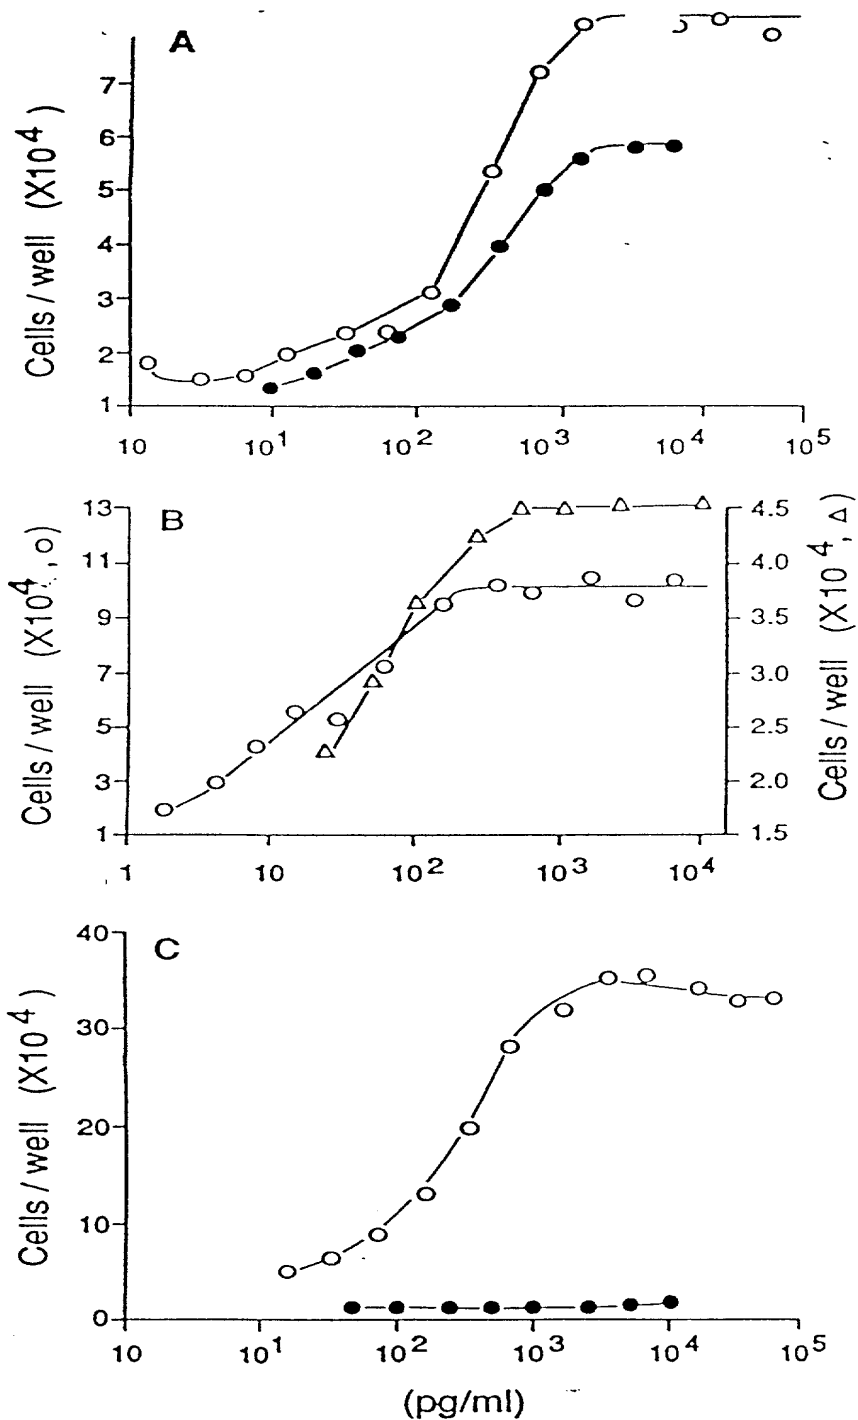 A
Cells / well (X10⁴)
7
6
5
4
3
2
1
10 10¹ 10² 10³ 10⁴ 10⁵
B
Cells / well (X10⁴, o)
13
11
9
7
5
3
1
1 10 10² 10³ 10⁴
4.5
4.0
3.5
3.0
2.5
2.0
1.5
Cells / well (X10⁴, Δ)
C
Cells / well (X10⁴)
40
30
20
10
0
10 10¹ 10² 10³ 10⁴ 10⁵
(pg/ml)